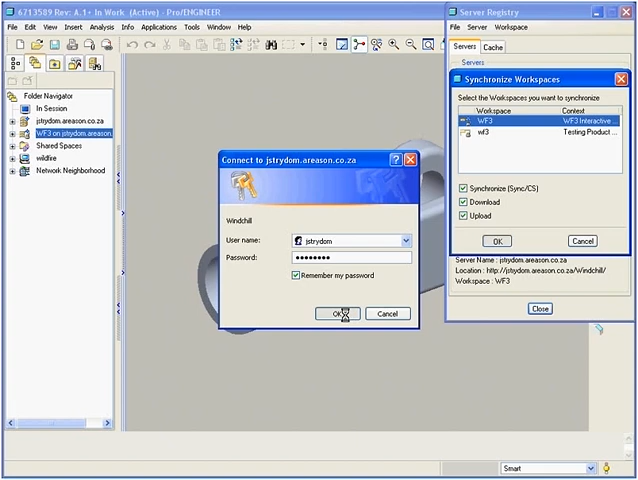 6713589 Rev: A.1+ In Work (Active) - Pro/ENGINEER
File Edit View Insert Analysis Info Applications Tools Window Help
Folder Navigator
In Session
jstrydom.areason.co.za
WF3 on jstrydom.areason.
Shared Spaces
wildfire
Network Neighborhood
Connect to jstrydom.areason.co.za
Windchill
User name:
jstrydom
Password:
Remember my password
OK
Cancel
Server Registry
File Server Workspace
Servers Cache
Servers
Synchronize Workspaces
Select the Workspaces you want to synchronize
Workspace Context
WF3 WF3 Interactive ...
wf3 Testing Product ...
Synchronize (Sync/CS)
Download
Upload
OK Cancel
Server Name : jstrydom.areason.co.za
Location : http://jstrydom.areason.co.za/Windchill/
Workspace : WF3
Close
Smart